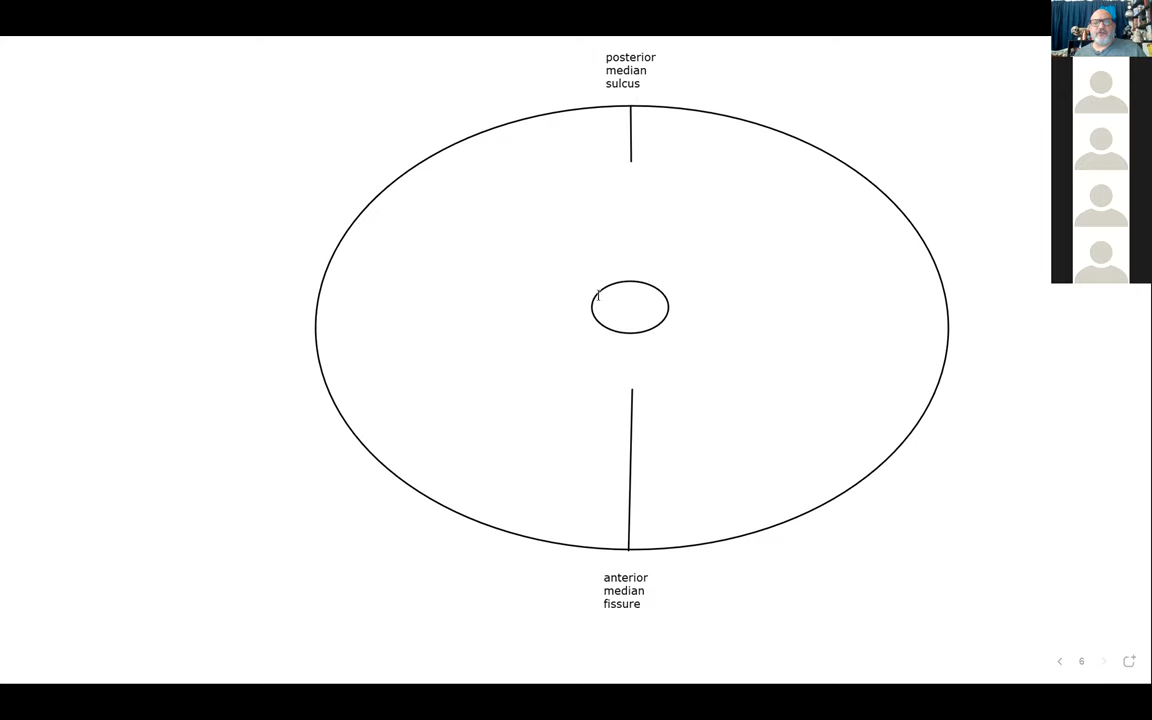 posterior
median
sulcus
anterior
median
fissure
6